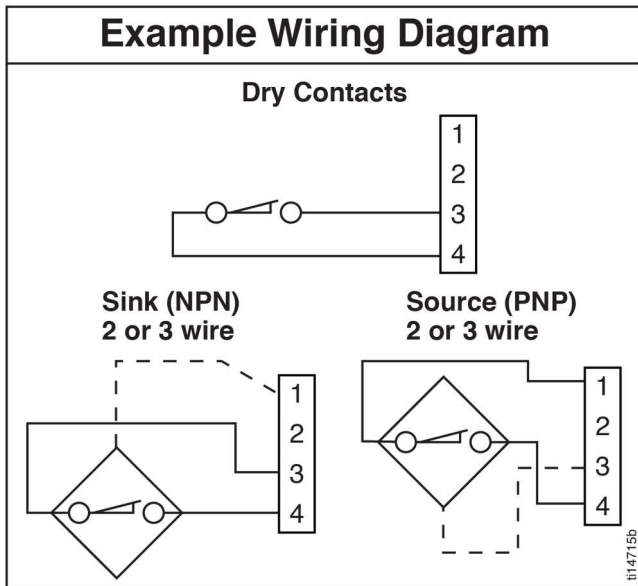 Example Wiring Diagram
Dry Contacts
1
2
3
4
Sink (NPN)
2 or 3 wire
1
2
3
4
Source (PNP)
2 or 3 wire
1
2
3
4
ti14715b